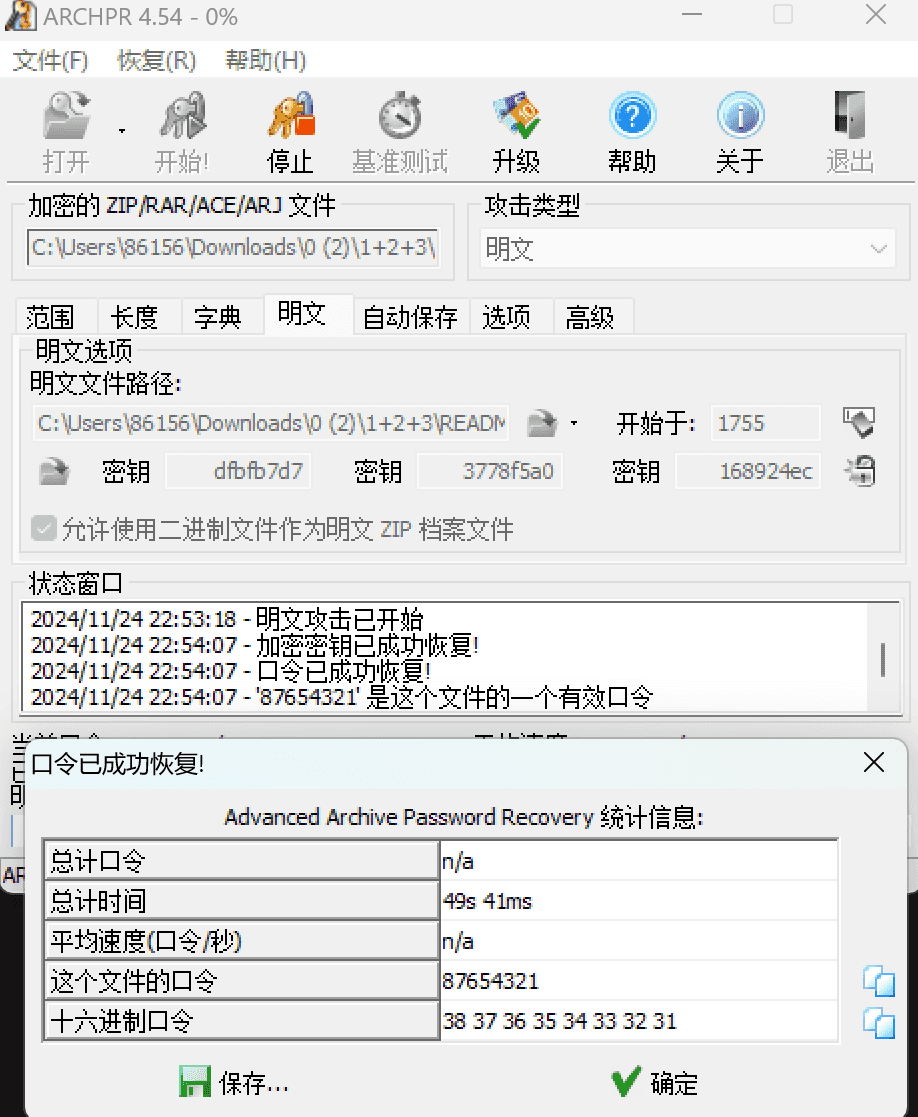 ARCHPR 4.54 - 0%
文件(F) 恢复(R) 帮助(H)
打开 开始! 停止 基准测试 升级 帮助 关于 退出
加密的 ZIP/RAR/ACE/ARJ 文件 攻击类型
C:\Users\86156\Downloads\0 (2)\1+2+3\ 明文
范围 长度 字典 明文 自动保存 选项 高级
明文选项
明文文件路径:
C:\Users\86156\Downloads\0 (2)\1+2+3\READM 开始于: 1755
密钥 dfbfb7d7 密钥 3778f5a0 密钥 168924ec
允许使用二进制文件作为明文 ZIP 档案文件
状态窗口
2024/11/24 22:53:18 - 明文攻击已开始
2024/11/24 22:54:07 - 加密密钥已成功恢复!
2024/11/24 22:54:07 - 口令已成功恢复!
2024/11/24 22:54:07 - '87654321' 是这个文件的一个有效口令
口令已成功恢复!
Advanced Archive Password Recovery 统计信息:
总计口令 n/a
总计时间 49s 41ms
平均速度(口令/秒) n/a
这个文件的口令 87654321
十六进制口令 38 37 36 35 34 33 32 31
保存... 确定